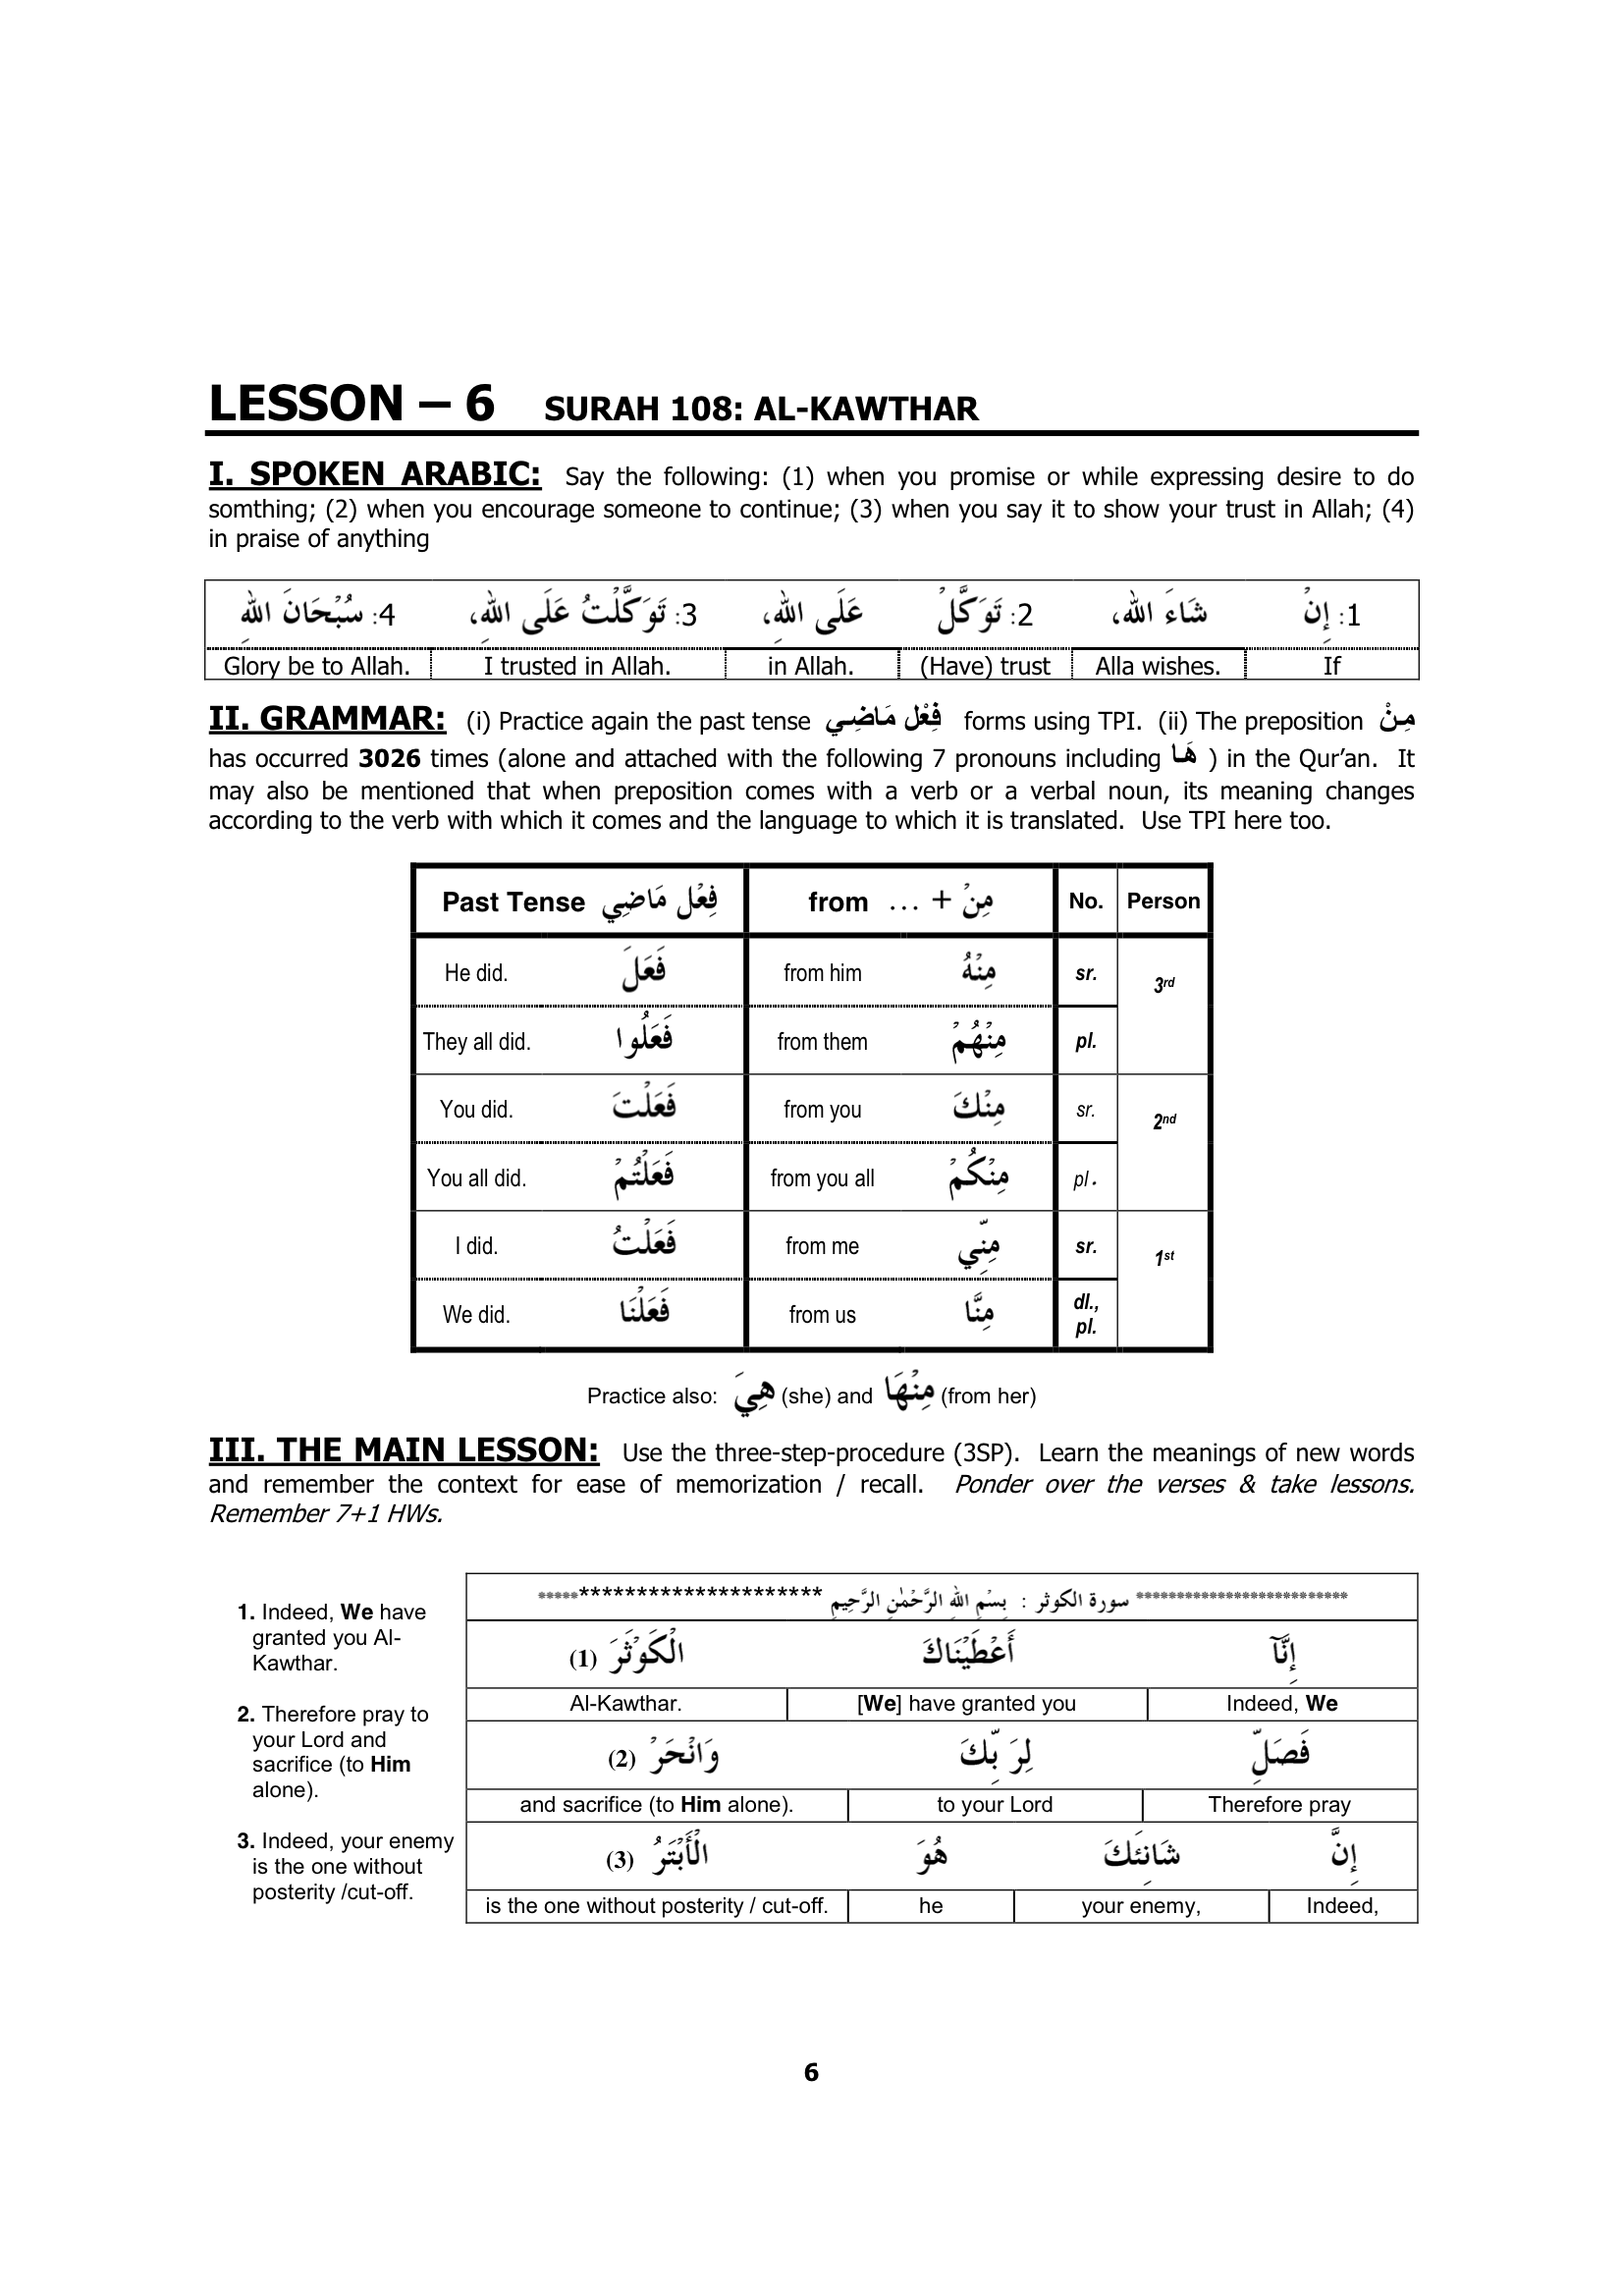 LESSON – 6 SURAH 108: AL-KAWTHAR
I. SPOKEN ARABIC: Say the following: (1) when you promise or while expressing desire to do
somthing; (2) when you encourage someone to continue; (3) when you say it to show your trust in Allah; (4)
in praise of anything
1: إِنْ شَاءَ الله، 2: تَوَكَّلْ عَلَى اللهِ، 3: تَوَكَّلْتُ عَلَى اللهِ، 4: سُبْحَانَ اللهِ
If Alla wishes. (Have) trust in Allah. I trusted in Allah. Glory be to Allah.
II. GRAMMAR: (i) Practice again the past tense فِعْل مَاضِي forms using TPI. (ii) The preposition مِنْ
has occurred 3026 times (alone and attached with the following 7 pronouns including هَا ) in the Qur’an. It
may also be mentioned that when preposition comes with a verb or a verbal noun, its meaning changes
according to the verb with which it comes and the language to which it is translated. Use TPI here too.
Past Tense فِعْل مَاضِي from مِنْ + … No. Person
He did. فَعَلَ from him مِنْهُ sr. 3rd
They all did. فَعَلُوا from them مِنْهُمْ pl.
You did. فَعَلْتَ from you مِنْكَ sr. 2nd
You all did. فَعَلْتُمْ from you all مِنْكُمْ pl.
I did. فَعَلْتُ from me مِنِّي sr. 1st
We did. فَعَلْنَا from us مِنَّا dl., pl.
Practice also: هِيَ (she) and مِنْهَا (from her)
III. THE MAIN LESSON: Use the three-step-procedure (3SP). Learn the meanings of new words
and remember the context for ease of memorization / recall. Ponder over the verses & take lessons.
Remember 7+1 HWs.
1. Indeed, We have
granted you Al-
Kawthar.
2. Therefore pray to
your Lord and
sacrifice (to Him
alone).
3. Indeed, your enemy
is the one without
posterity /cut-off.
************************** سورة الكوثر : بِسْمِ اللهِ الرَّحْمٰنِ الرَّحِيمِ **************************
إِنَّآ أَعْطَيْنَاكَ الْكَوْثَرَ (1)
Indeed, We [We] have granted you Al-Kawthar.
فَصَلِّ لِرَبِّكَ وَانْحَرْ (2)
Therefore pray to your Lord and sacrifice (to Him alone).
إِنَّ شَانِئَكَ هُوَ الْأَبْتَرُ (3)
Indeed, your enemy, he is the one without posterity / cut-off.
6